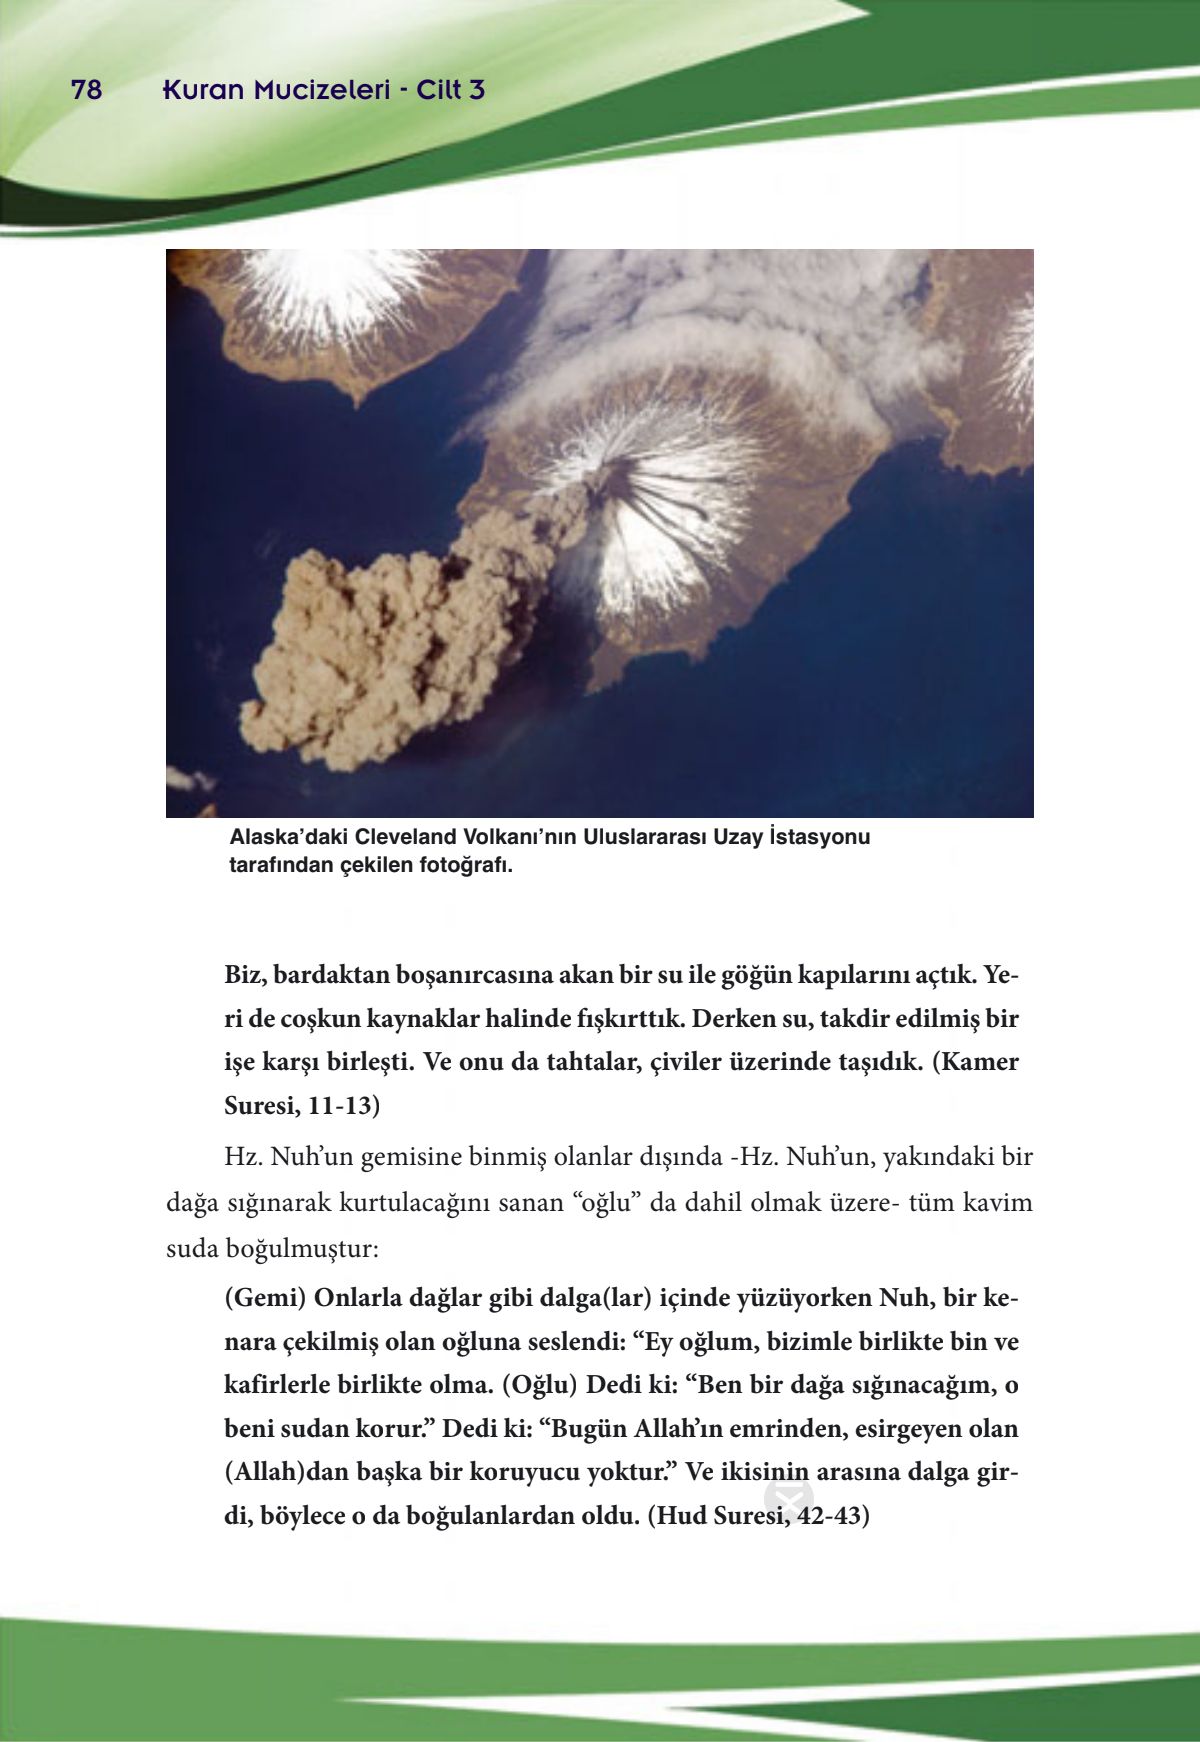 78 Kuran Mucizeleri - Cilt 3
Alaska’daki Cleveland Volkanı’nın Uluslararası Uzay İstasyonu
tarafından çekilen fotoğrafı.
Biz, bardaktan boşanırcasına akan bir su ile göğün kapılarını açtık. Ye-
ri de coşkun kaynaklar halinde fışkırttık. Derken su, takdir edilmiş bir
işe karşı birleşti. Ve onu da tahtalar, çiviler üzerinde taşıdık. (Kamer
Suresi, 11-13)
Hz. Nuh’un gemisine binmiş olanlar dışında -Hz. Nuh’un, yakındaki bir
dağa sığınarak kurtulacağını sanan “oğlu” da dahil olmak üzere- tüm kavim
suda boğulmuştur:
(Gemi) Onlarla dağlar gibi dalga(lar) içinde yüzüyorken Nuh, bir ke-
nara çekilmiş olan oğluna seslendi: “Ey oğlum, bizimle birlikte bin ve
kafirlerle birlikte olma. (Oğlu) Dedi ki: “Ben bir dağa sığınacağım, o
beni sudan korur.” Dedi ki: “Bugün Allah’ın emrinden, esirgeyen olan
(Allah)dan başka bir koruyucu yoktur.” Ve ikisinin arasına dalga gir-
di, böylece o da boğulanlardan oldu. (Hud Suresi, 42-43)